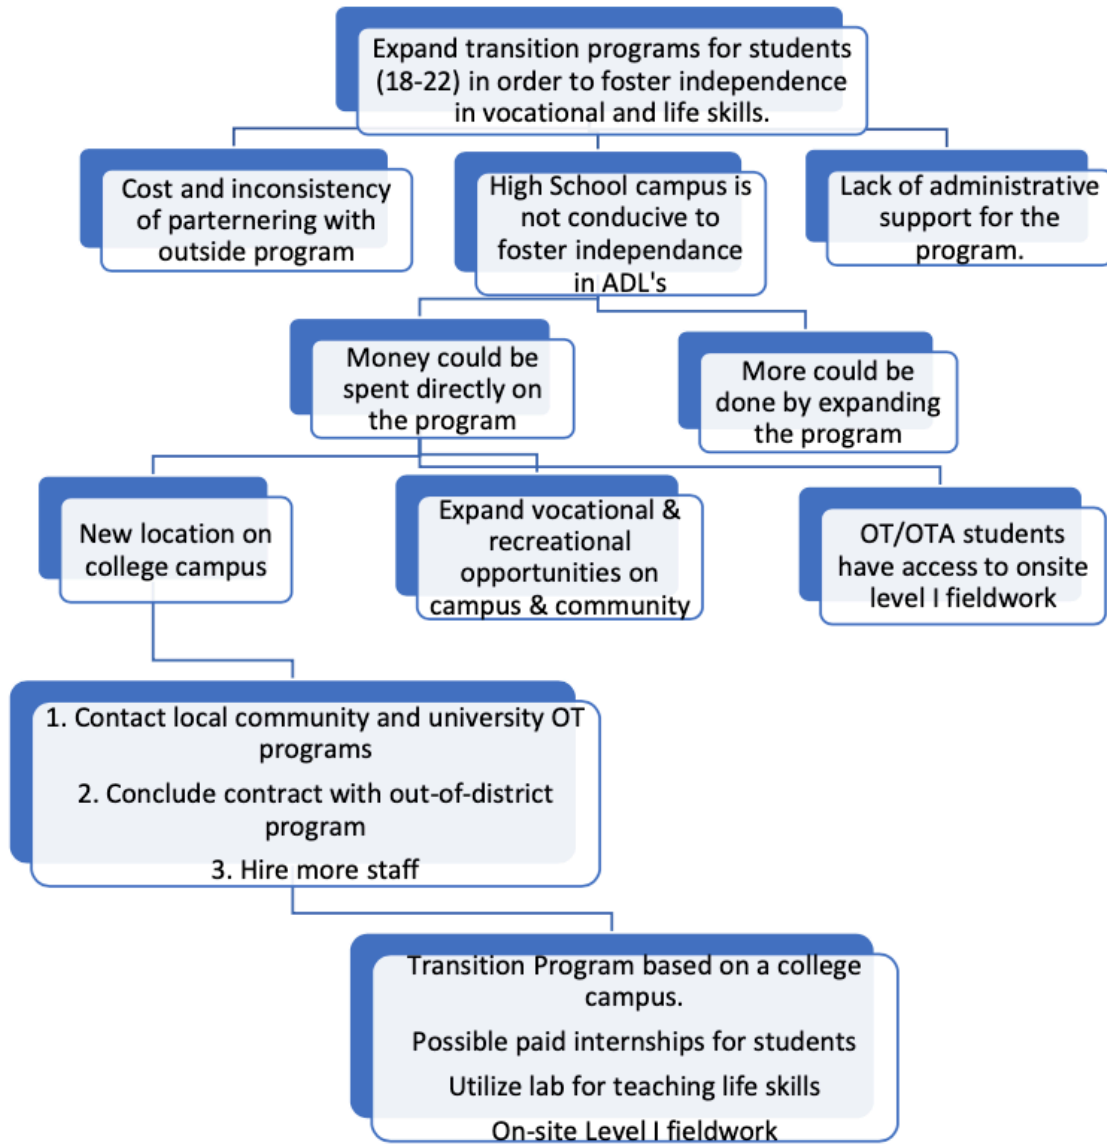 Expand transition programs for students
(18-22) in order to foster independence
in vocational and life skills.
Cost and inconsistency
of parternering with
outside program
High School campus is
not conducive to
foster independance
in ADL's
Lack of administrative
support for the
program.
Money could be
spent directly on
the program
More could be
done by expanding
the program
New location on
college campus
Expand vocational &
recreational
opportunities on
campus & community
OT/OTA students
have access to onsite
level I fieldwork
1. Contact local community and university OT
programs
2. Conclude contract with out-of-district
program
3. Hire more staff
Transition Program based on a college
campus.
Possible paid internships for students
Utilize lab for teaching life skills
On-site Level I fieldwork